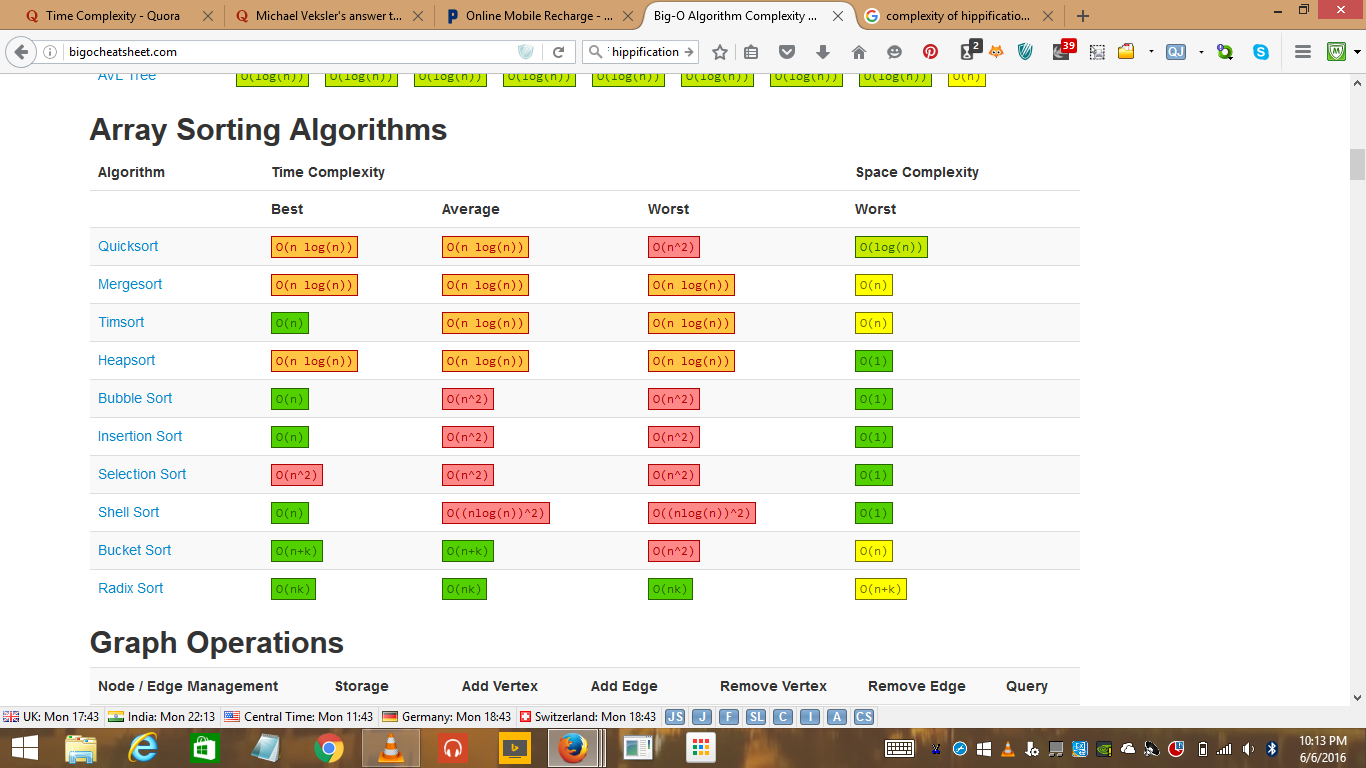 Time Complexity - Quora
Michael Veksler's answer t...
Online Mobile Recharge - ...
Big-O Algorithm Complexity ...
complexity of hippificatio...
bigocheatsheet.com
hippification
2
39
QJ
AVL Tree O(log(n)) O(log(n)) O(log(n)) O(log(n)) O(log(n)) O(log(n)) O(log(n)) O(log(n)) O(n)
Array Sorting Algorithms
Algorithm Time Complexity Space Complexity
Best Average Worst Worst
Quicksort O(n log(n)) O(n log(n)) O(n^2) O(log(n))
Mergesort O(n log(n)) O(n log(n)) O(n log(n)) O(n)
Timsort O(n) O(n log(n)) O(n log(n)) O(n)
Heapsort O(n log(n)) O(n log(n)) O(n log(n)) O(1)
Bubble Sort O(n) O(n^2) O(n^2) O(1)
Insertion Sort O(n) O(n^2) O(n^2) O(1)
Selection Sort O(n^2) O(n^2) O(n^2) O(1)
Shell Sort O(n) O((nlog(n))^2) O((nlog(n))^2) O(1)
Bucket Sort O(n+k) O(n+k) O(n^2) O(n)
Radix Sort O(nk) O(nk) O(nk) O(n+k)
Graph Operations
Node / Edge Management Storage Add Vertex Add Edge Remove Vertex Remove Edge Query
UK: Mon 17:43 India: Mon 22:13 Central Time: Mon 11:43 Germany: Mon 18:43 Switzerland: Mon 18:43 JS J F SL C I A CS
10:13 PM
6/6/2016